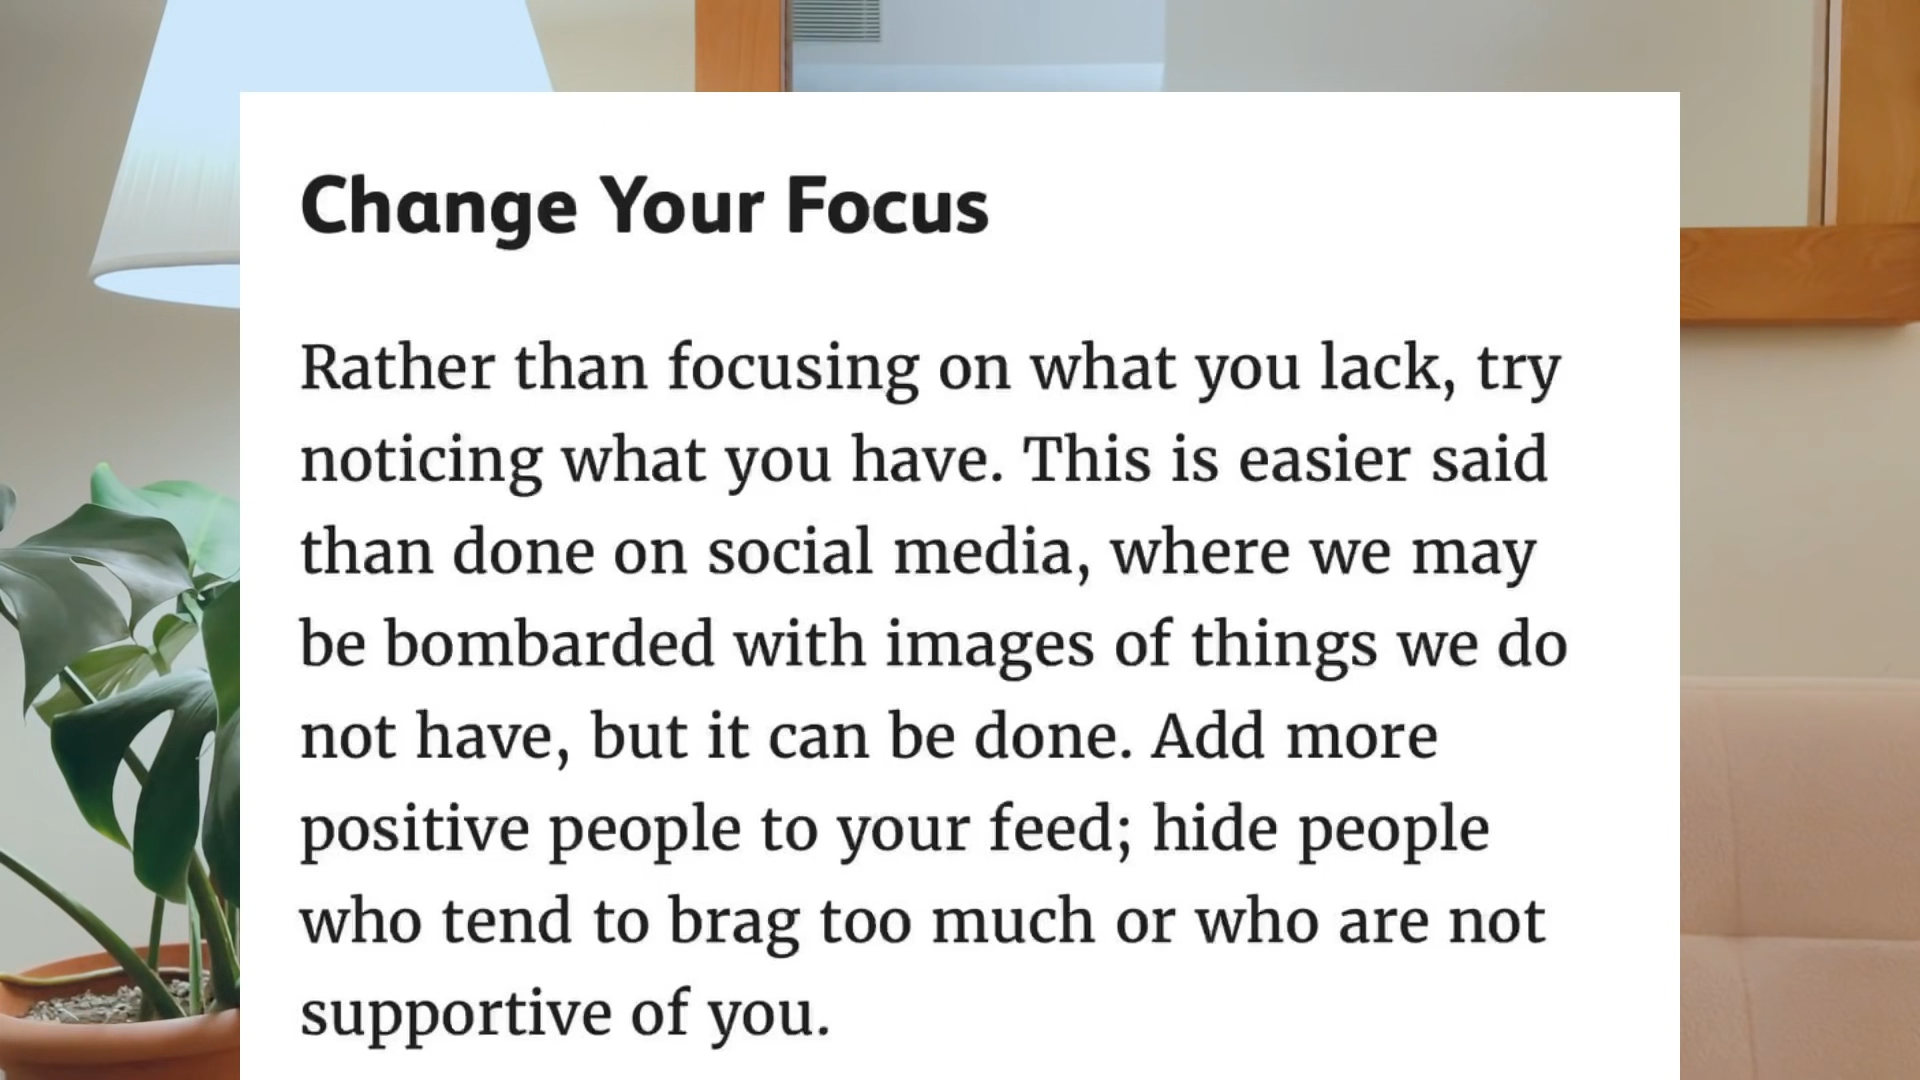 Change Your Focus
Rather than focusing on what you lack, try
noticing what you have. This is easier said
than done on social media, where we may
be bombarded with images of things we do
not have, but it can be done. Add more
positive people to your feed; hide people
who tend to brag too much or who are not
supportive of you.